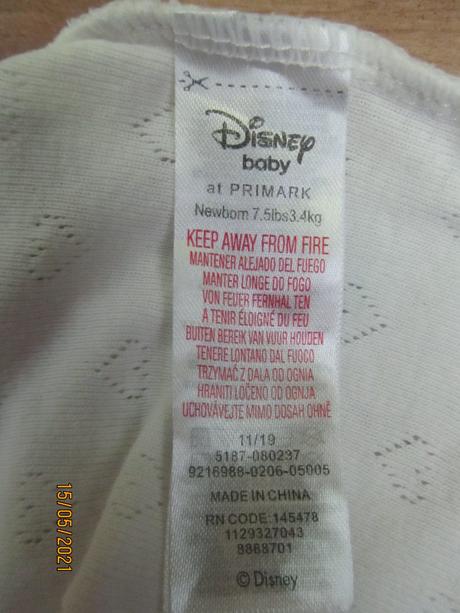 Disney
baby
at PRIMARK
Newborn 7.5lbs3.4kg
KEEP AWAY FROM FIRE
MANTENER ALEJADO DEL FUEGO
MANTER LONGE DO FOGO
VON FEUER FERNHAL TEN
A TENIR ÉLOIGNÉ DU FEU
BUITEN BEREIK VAN VUUR HOUDEN
TENERE LONTANO DAL FUOCO
TRZYMAĆ Z DALA OD OGNIA
HRANITI LOČENO OD OGNJA
UCHOVÁVEJTE MIMO DOSAH OHNĚ
11/19
5187-080237
9216988-0206-05005
MADE IN CHINA
RN CODE:145478
1129327043
8868701
© Disney
15/05/2021